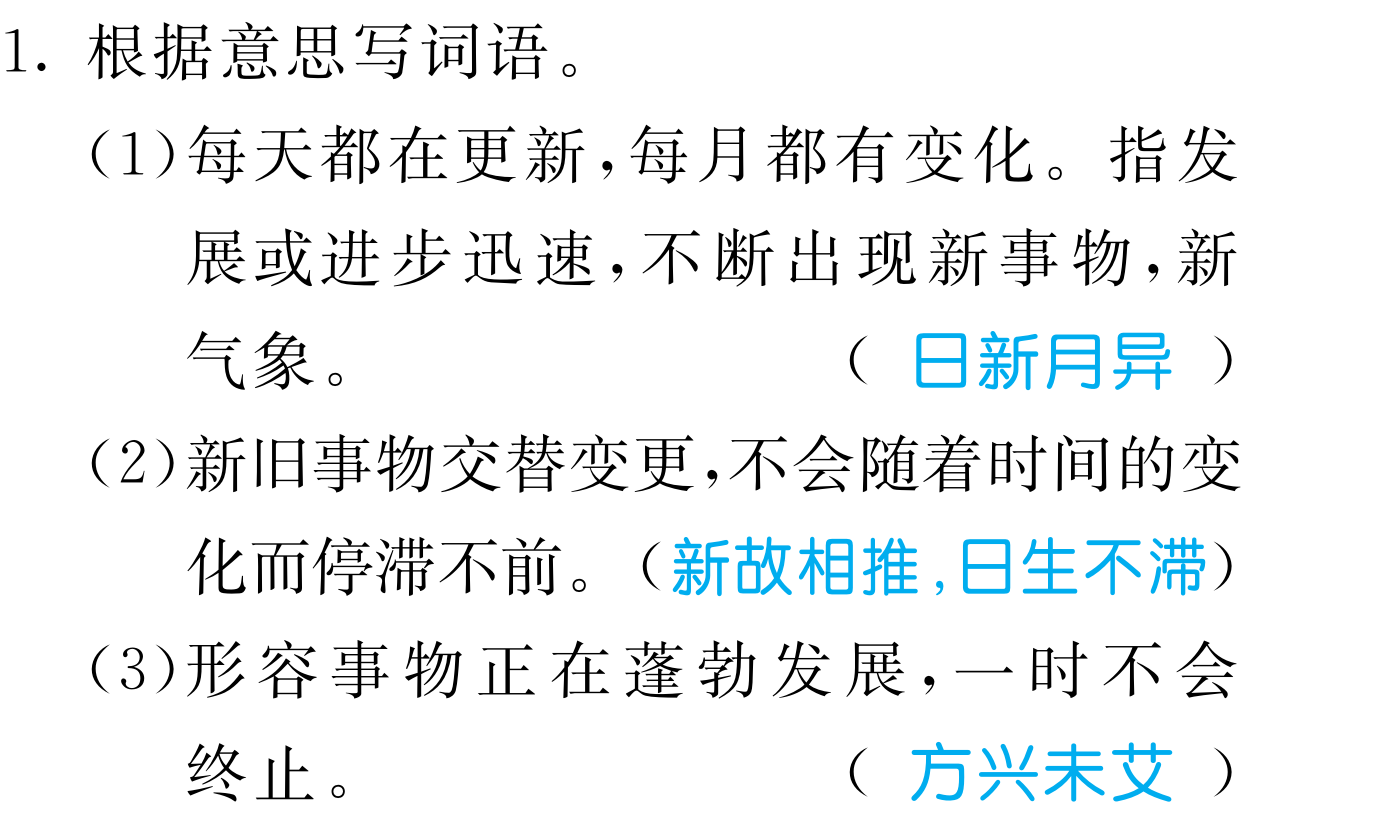 1. 根据意思写词语。
(1)每天都在更新,每月都有变化。指发
展或进步迅速,不断出现新事物,新
气象。 ( 日新月异 )
(2)新旧事物交替变更,不会随着时间的变
化而停滞不前。(新故相推,日生不滞)
(3)形容事物正在蓬勃发展,一时不会
终止。 ( 方兴未艾 )